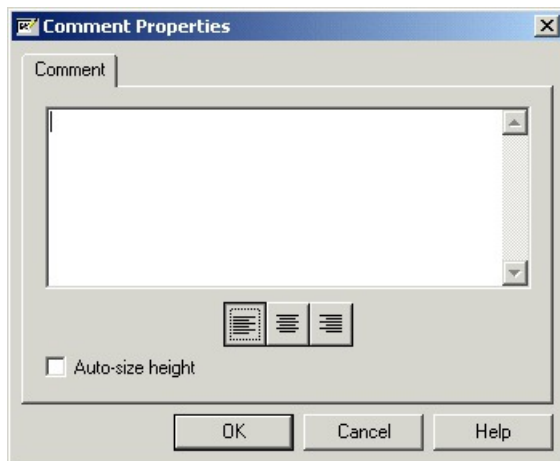 Comment Properties
Comment
Auto-size height
OK Cancel Help